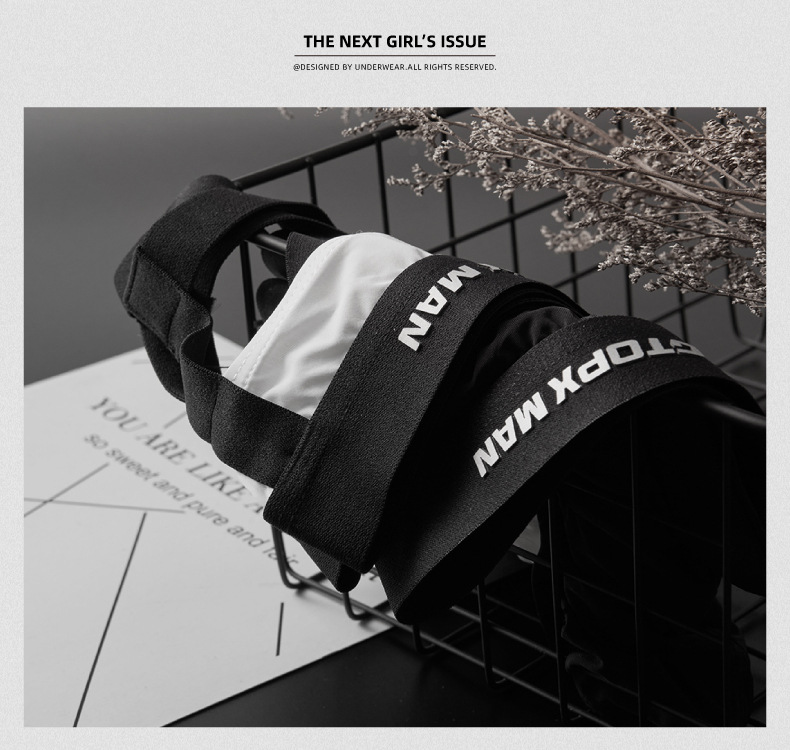 THE NEXT GIRL'S ISSUE
@DESIGNED BY UNDERWEAR.ALL RIGHTS RESERVED.
MAN
CTOPX MAN
YOU ARE LIKE A
so sweet and pure and